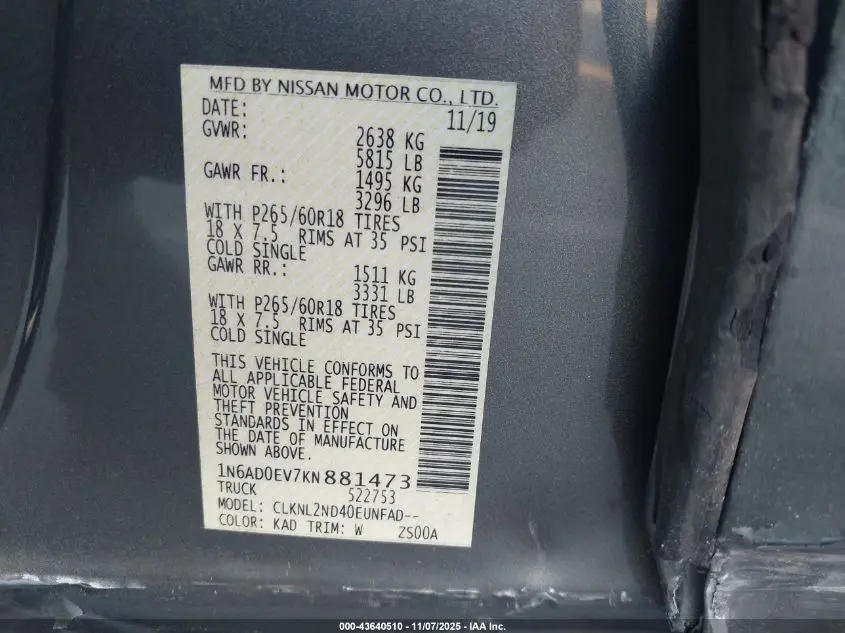 MFD BY NISSAN MOTOR CO., LTD.
DATE: 11/19
GVWR: 2638 KG
5815 LB
GAWR FR.: 1495 KG
3296 LB
WITH P265/60R18 TIRES
18 X 7.5 RIMS AT 35 PSI
COLD SINGLE
GAWR RR.: 1511 KG
3331 LB
WITH P265/60R18 TIRES
18 X 7.5 RIMS AT 35 PSI
COLD SINGLE
THIS VEHICLE CONFORMS TO
ALL APPLICABLE FEDERAL
MOTOR VEHICLE SAFETY AND
THEFT PREVENTION
STANDARDS IN EFFECT ON
THE DATE OF MANUFACTURE
SHOWN ABOVE.
1N6AD0EV7KN881473
TRUCK 522753
MODEL: CLKNL2ND40EUNFAD--
COLOR: KAD TRIM: W ZS00A
000-43640510 - 11/07/2025 - IAA Inc.